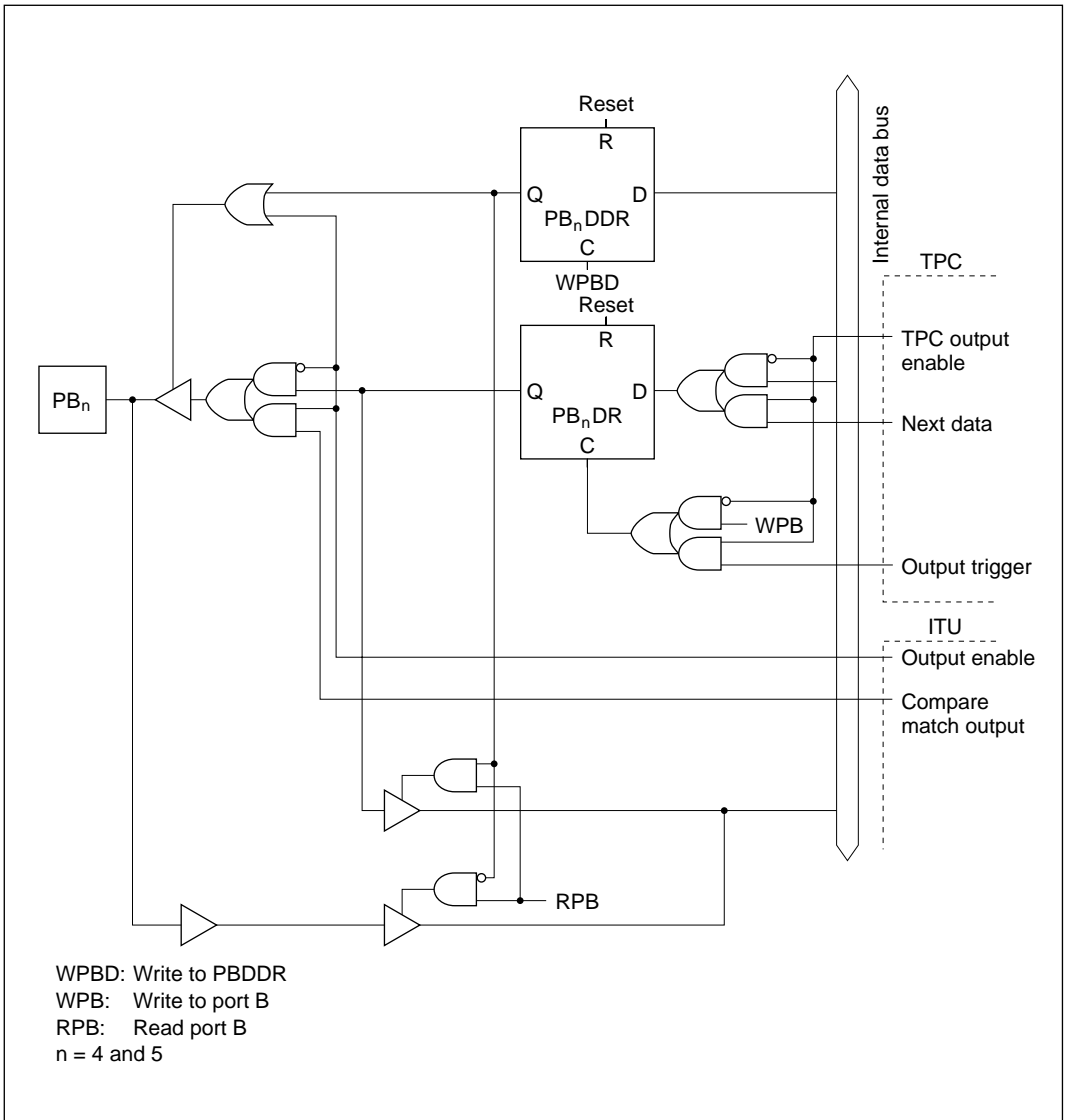 Reset
R
Q
D
PBnDDR
C
WPBD
Internal data bus
TPC
Reset
R
Q
D
PBnDR
C
PBn
TPC output
enable
Next data
WPB
Output trigger
ITU
Output enable
Compare
match output
RPB
WPBD: Write to PBDDR
WPB: Write to port B
RPB: Read port B
n = 4 and 5